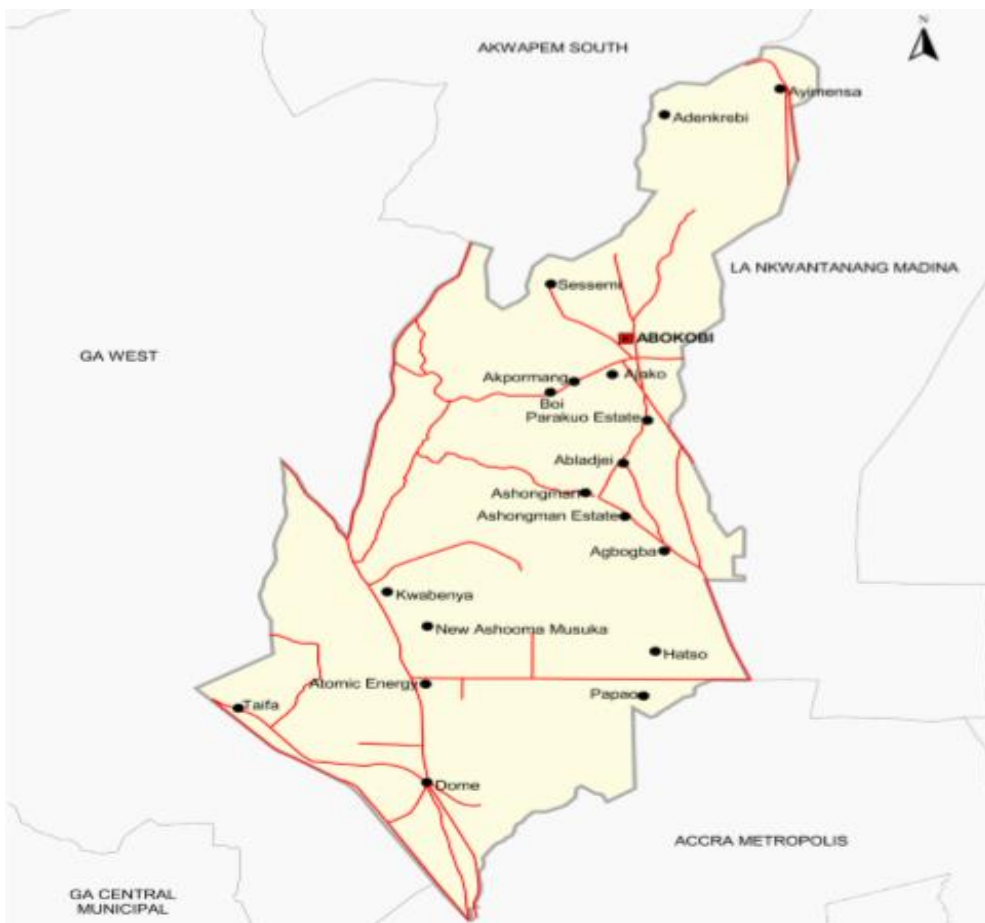 N
AKWAPEM SOUTH
Ayimensa
Adenkrebi
LA NKWANTANANG MADINA
Sessemi
ABOKOBI
GA WEST
Akpormang
Ajako
Boi
Parakuo Estate
Abladjei
Ashongman
Ashongman Estate
Agbogba
Kwabenya
New Ashooma Musuka
Hatso
Atomic Energy
Papao
Taifa
Dome
ACCRA METROPOLIS
GA CENTRAL
MUNICIPAL